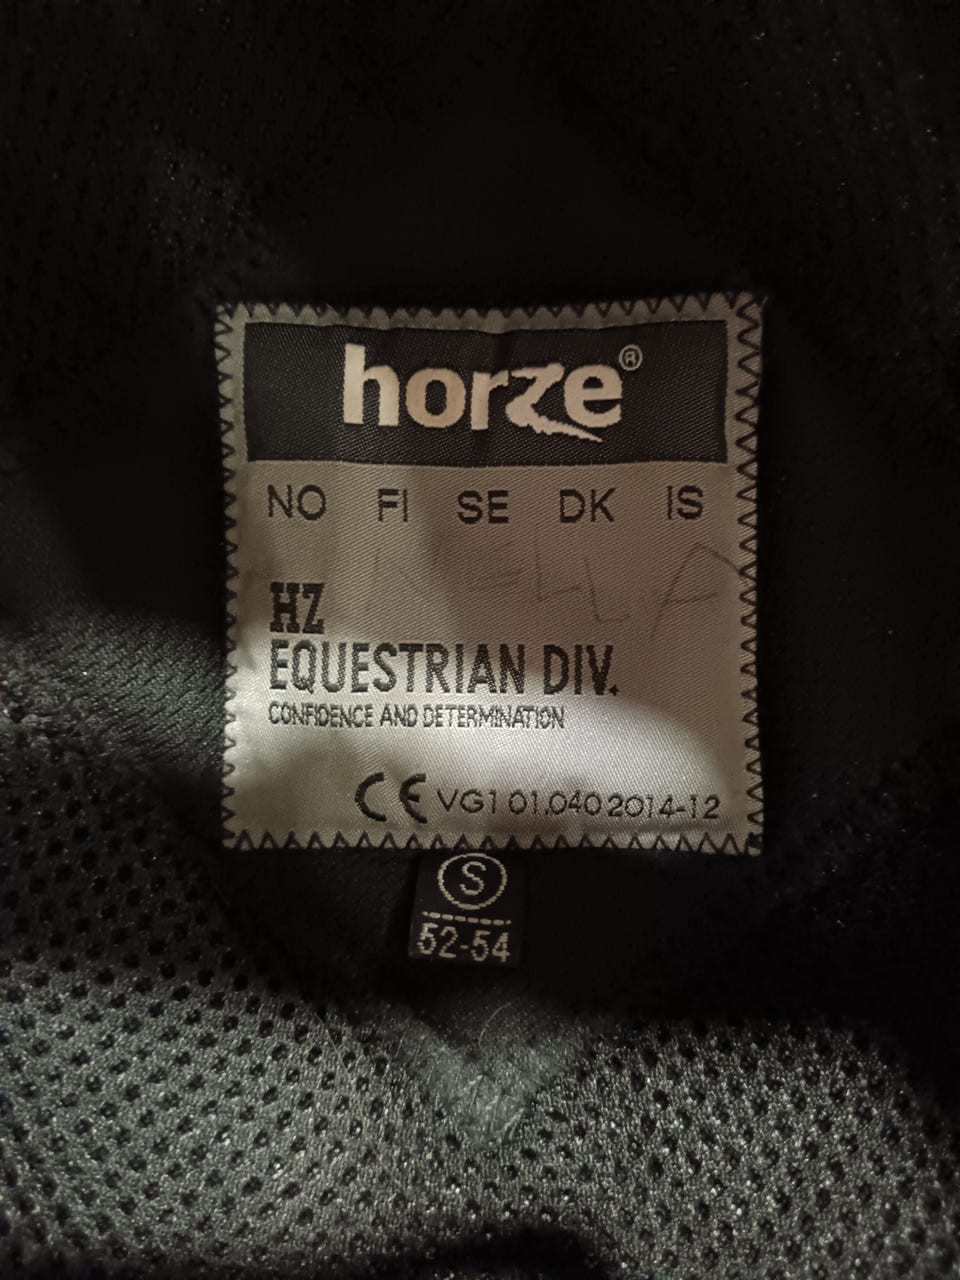 horze®
NO FI SE DK IS
HZ
EQUESTRIAN DIV.
CONFIDENCE AND DETERMINATION
CE VG1 01.040 2014-12
S
52-54